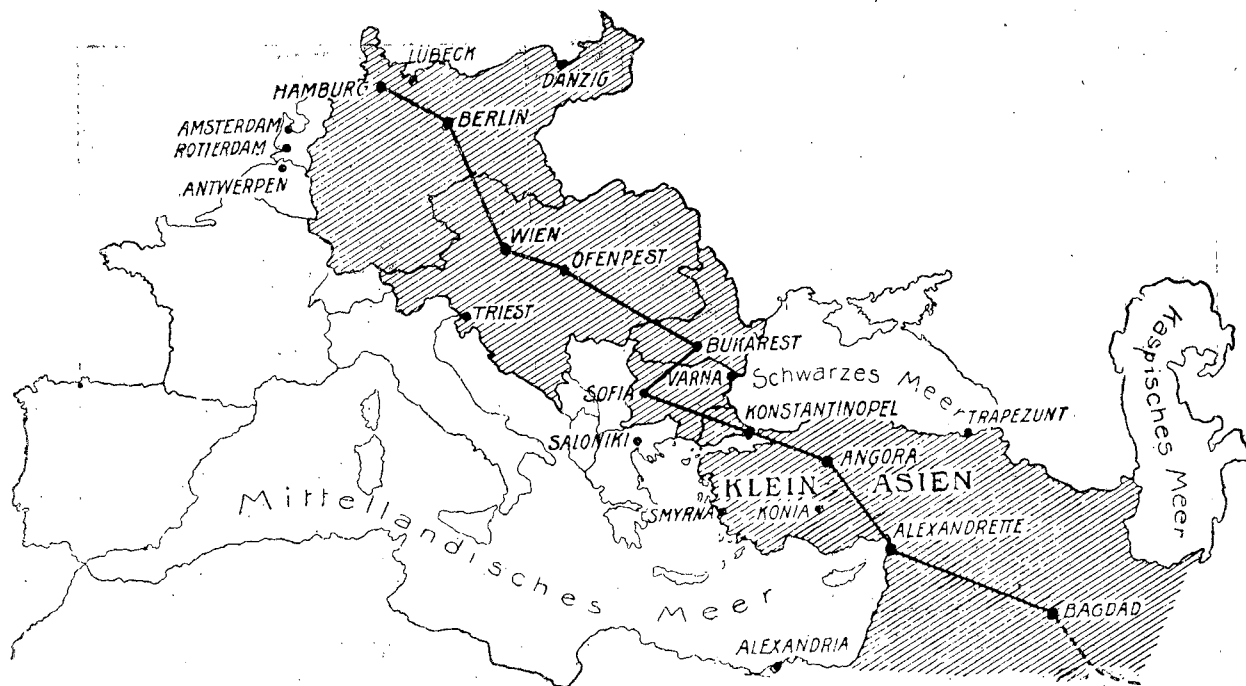 LÜBECK
HAMBURG
DANZIG
BERLIN
AMSTERDAM
ROTTERDAM
ANTWERPEN
WIEN
OFENPEST
TRIEST
BUKAREST
VARNA
Schwarzes Meer
Kaspisches Meer
SOFIA
KONSTANTINOPEL
TRAPEZUNT
SALONIKI
ANGORA
KLEIN ASIEN
Mittellandisches Meer
SMYRNA
KONIA
ALEXANDRETTE
BAGDAD
ALEXANDRIA